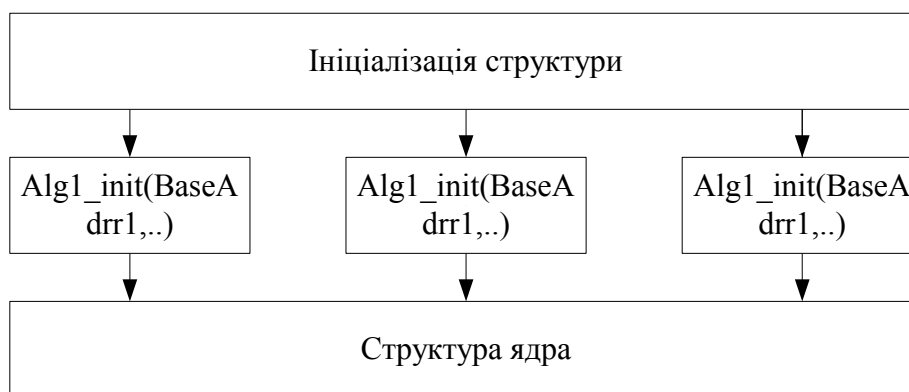 Ініціалізація структури
Alg1_init(BaseA
drr1,..)
Alg1_init(BaseA
drr1,..)
Alg1_init(BaseA
drr1,..)
Структура ядра